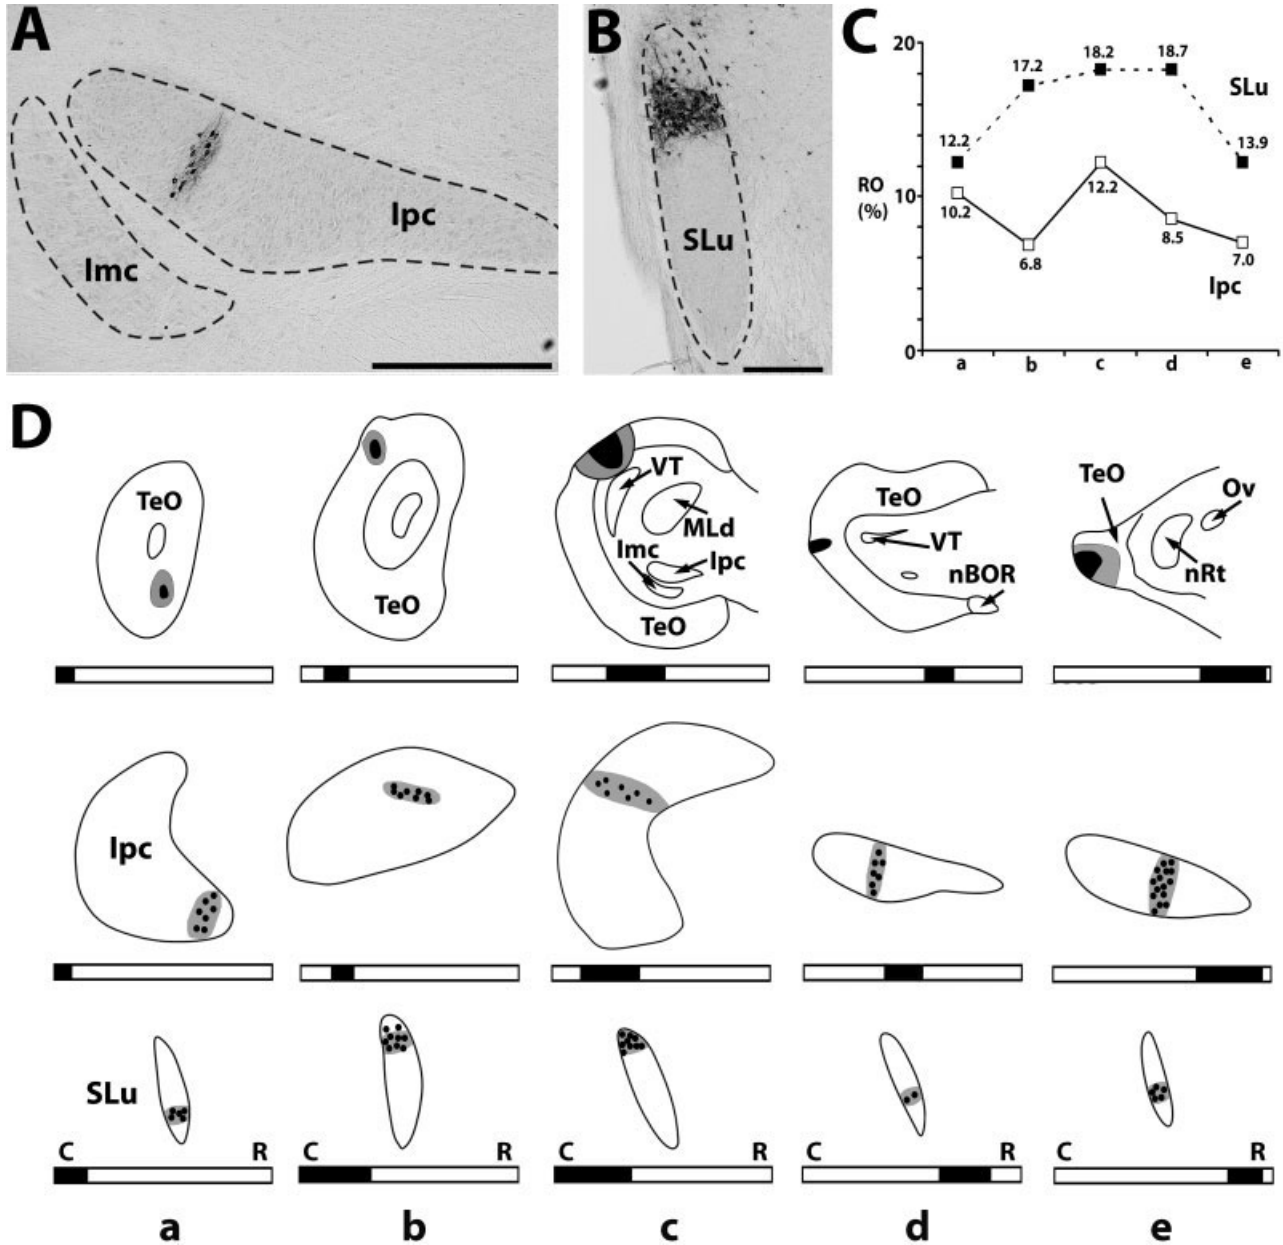 A
Ipc
Imc
B
SLu
C
20
10
0
RO
(%)
12.2
17.2
18.2
18.7
13.9
SLu
10.2
6.8
12.2
8.5
7.0
Ipc
a b c d e
D
TeO
TeO
VT
MLd
Imc
Ipc
TeO
TeO
VT
nBOR
TeO
Ov
nRt
Ipc
SLu
C R C R C R C R C R
a b c d e